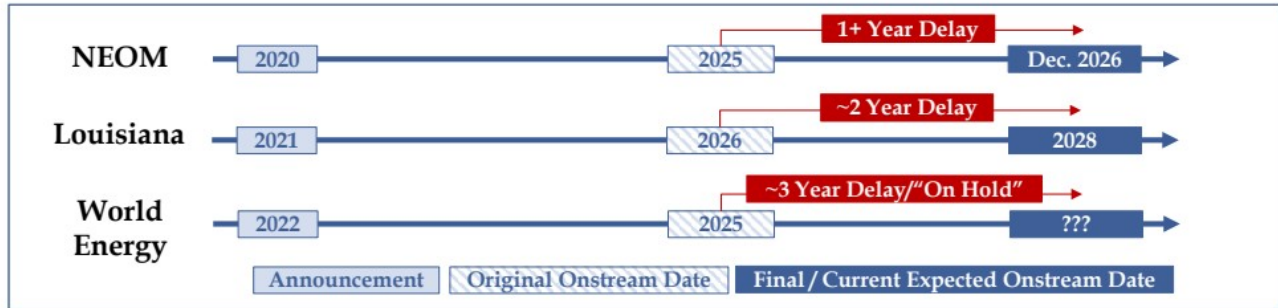 1+ Year Delay
NEOM 2020 2025 Dec. 2026
~2 Year Delay
Louisiana 2021 2026 2028
~3 Year Delay/“On Hold”
World
Energy
2022 2025 ???
Announcement Original Onstream Date Final / Current Expected Onstream Date